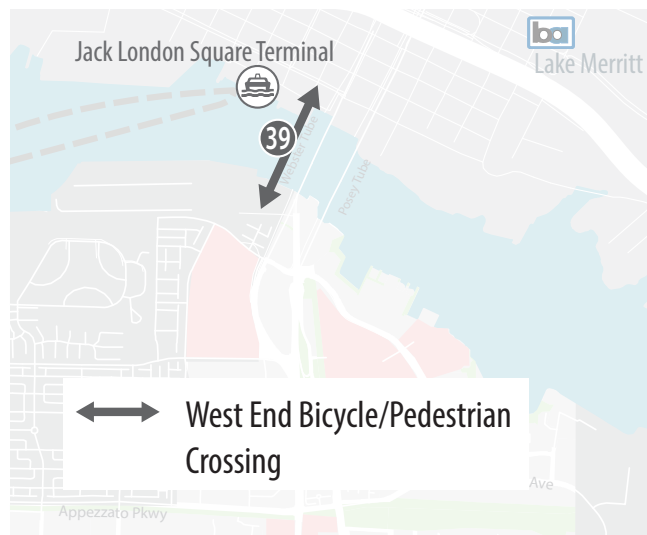 Jack London Square Terminal
ba
Lake Merritt
39
Webster Tube
Posey Tube
West End Bicycle/Pedestrian
Crossing
Ave
Appezzato Pkwy